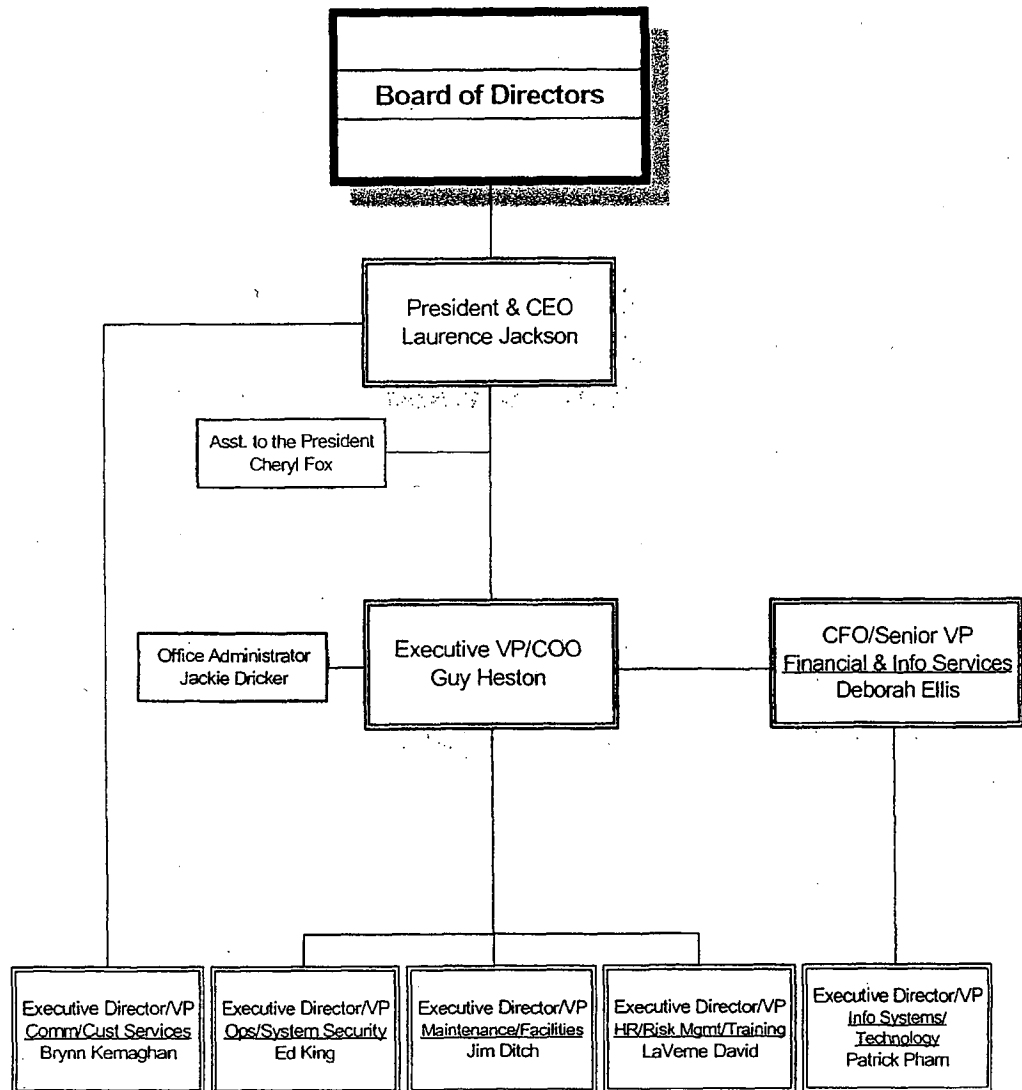 Board of Directors
President & CEO
Laurence Jackson
Asst. to the President
Cheryl Fox
Office Administrator
Jackie Dricker
Executive VP/COO
Guy Heston
CFO/Senior VP
Financial & Info Services
Deborah Ellis
Executive Director/VP
Comm/Cust Services
Brynn Kernaghan
Executive Director/VP
Ops/System Security
Ed King
Executive Director/VP
Maintenance/Facilities
Jim Ditch
Executive Director/VP
HR/Risk Mgmt/Training
LaVerne David
Executive Director/VP
Info Systems/
Technology
Patrick Pham